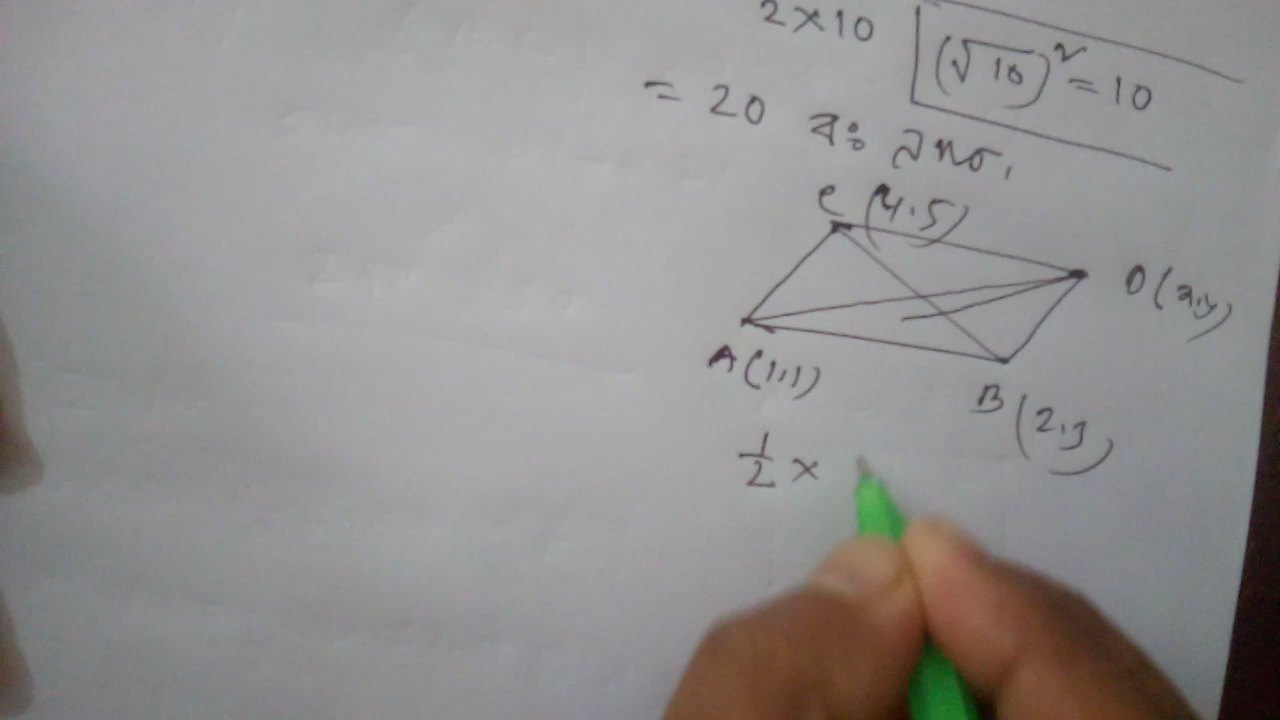 2×10
(√10)² = 10
= 20 বঃ একক,
C (4,5)
D (x,y)
A (1,1)
B (2,3)
1/2 ×